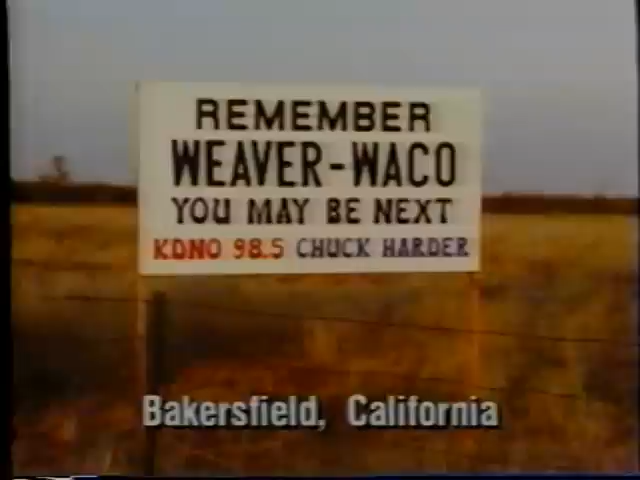 REMEMBER
WEAVER-WACO
YOU MAY BE NEXT
KDNO 98.5 CHUCK HARDER
Bakersfield, California